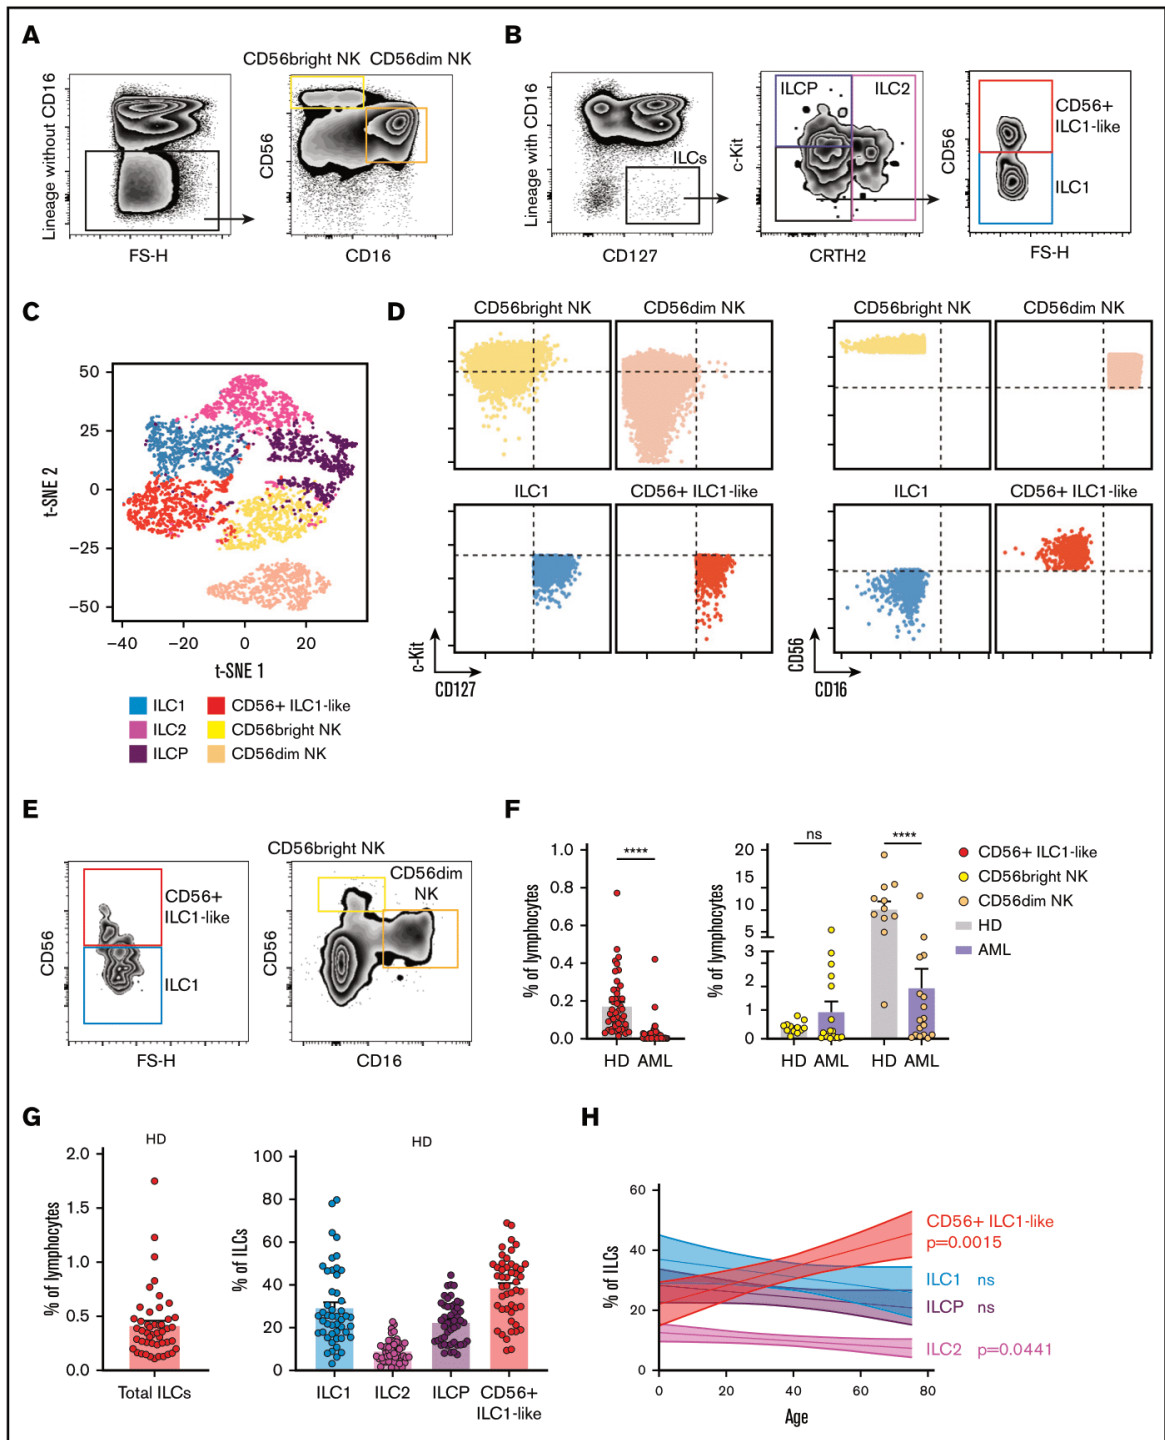 A
CD56bright NK CD56dim NK
Lineage without CD16
FS-H
CD56
CD16
B
Lineage with CD16
ILCs
CD127
ILCP
ILC2
c-Kit
CRTH2
CD56
CD56+
ILC1-like
ILC1
FS-H
C
t-SNE 2
50
25
0
−25
−50
−40 −20 0 20
t-SNE 1
ILC1
ILC2
ILCP
CD56+ ILC1-like
CD56bright NK
CD56dim NK
D
CD56bright NK
CD56dim NK
ILC1
CD56+ ILC1-like
c-Kit
CD127
CD56bright NK
CD56dim NK
ILC1
CD56+ ILC1-like
CD56
CD16
E
CD56
CD56+
ILC1-like
ILC1
FS-H
CD56bright NK
CD56dim
NK
CD56
CD16
F
% of lymphocytes
1.0
0.8
0.6
0.4
0.2
0.0
****
HD AML
% of lymphocytes
20
15
10
5
3
2
1
0
ns
****
HD AML HD AML
CD56+ ILC1-like
CD56bright NK
CD56dim NK
HD
AML
G
HD
% of lymphocytes
2.0
1.5
1.0
0.5
0.0
Total ILCs
HD
% of ILCs
100
80
60
40
20
0
ILC1 ILC2 ILCP CD56+
ILC1-like
H
% of ILCs
60
40
20
0
0 20 40 60 80
Age
CD56+ ILC1-like
p=0.0015
ILC1 ns
ILCP ns
ILC2 p=0.0441